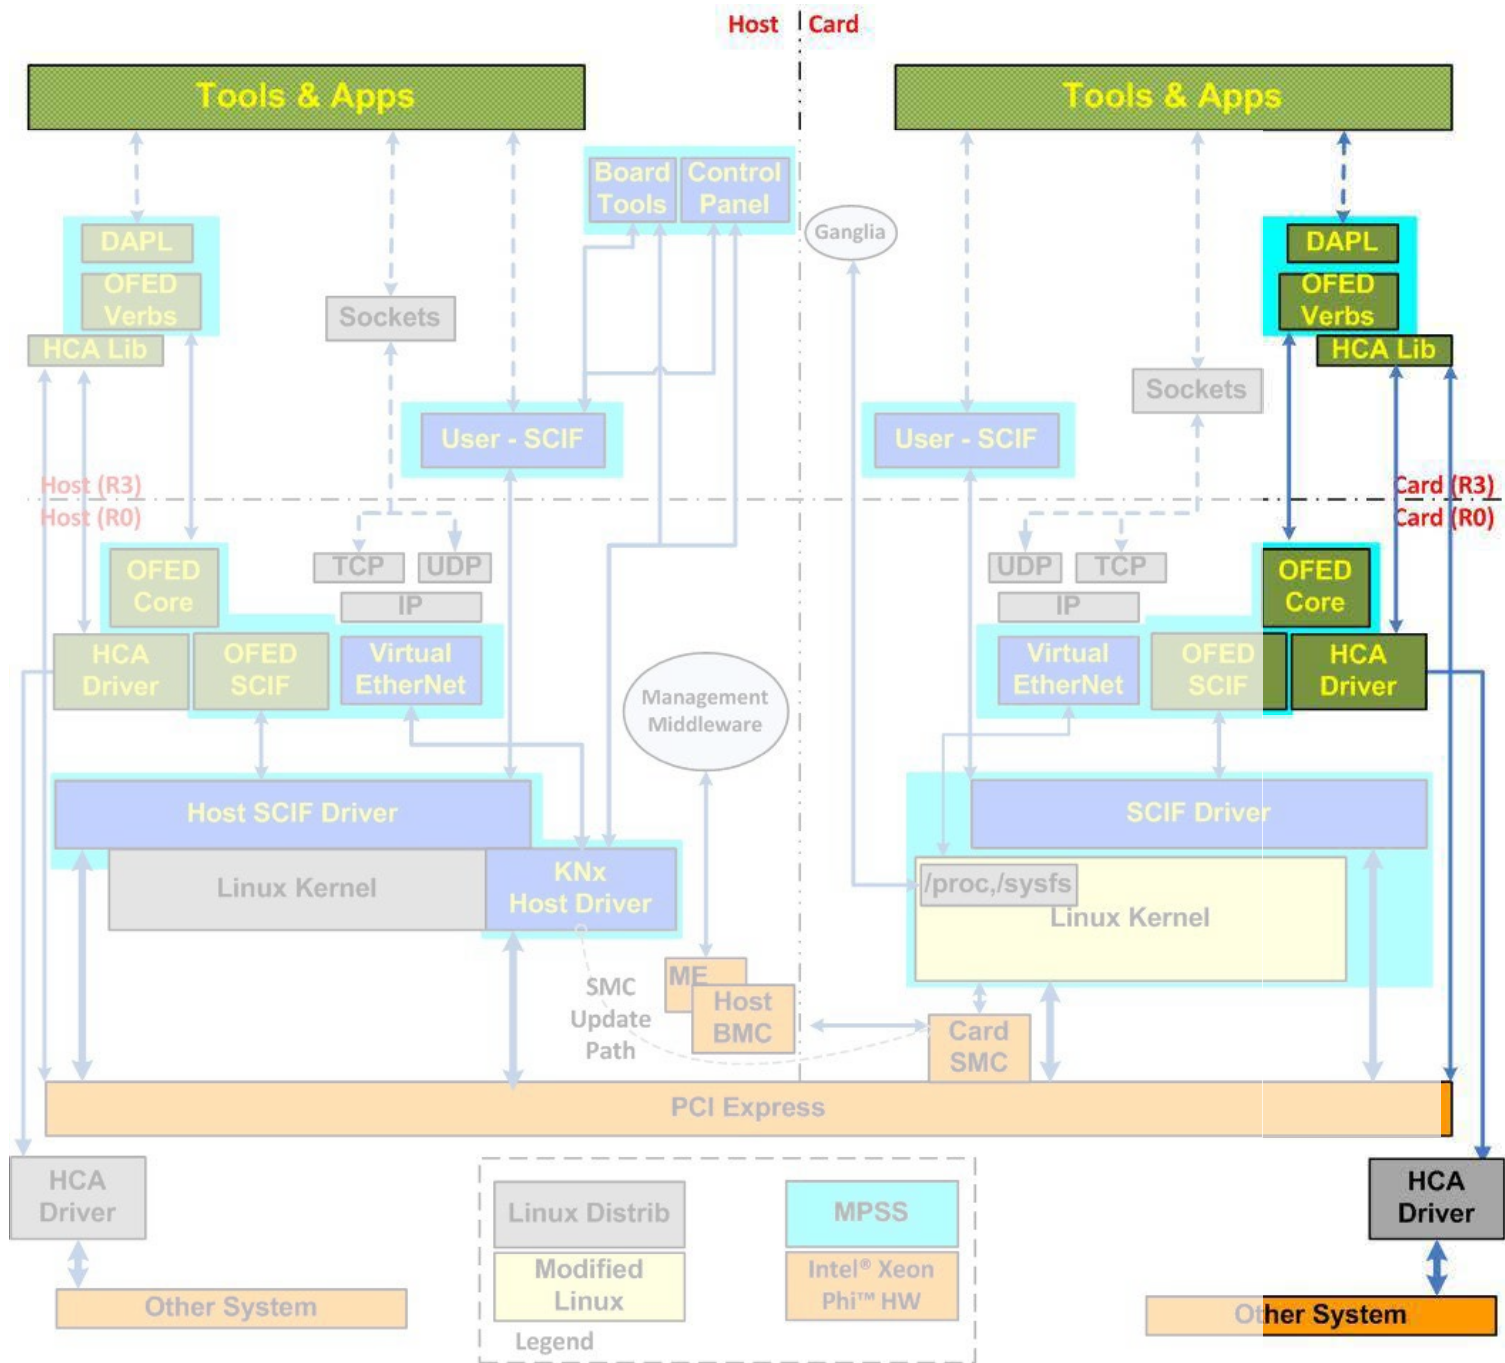 Host Card
Tools & Apps
Tools & Apps
Board
Tools
Control
Panel
Ganglia
DAPL
OFED
Verbs
HCA Lib
Sockets
User - SCIF
DAPL
OFED
Verbs
HCA Lib
Sockets
User - SCIF
Host (R3)
Host (R0)
Card (R3)
Card (R0)
OFED
Core
TCP
UDP
IP
HCA
Driver
OFED
SCIF
Virtual
EtherNet
UDP
TCP
IP
OFED
Core
Virtual
EtherNet
OFED
SCIF
HCA
Driver
Management
Middleware
Host SCIF Driver
Linux Kernel
KNx
Host Driver
SCIF Driver
/proc,/sysfs
Linux Kernel
SMC
Update
Path
ME
Host
BMC
Card
SMC
PCI Express
HCA
Driver
Other System
Linux Distrib
MPSS
Modified
Linux
Intel® Xeon
Phi™ HW
Legend
HCA
Driver
Other System